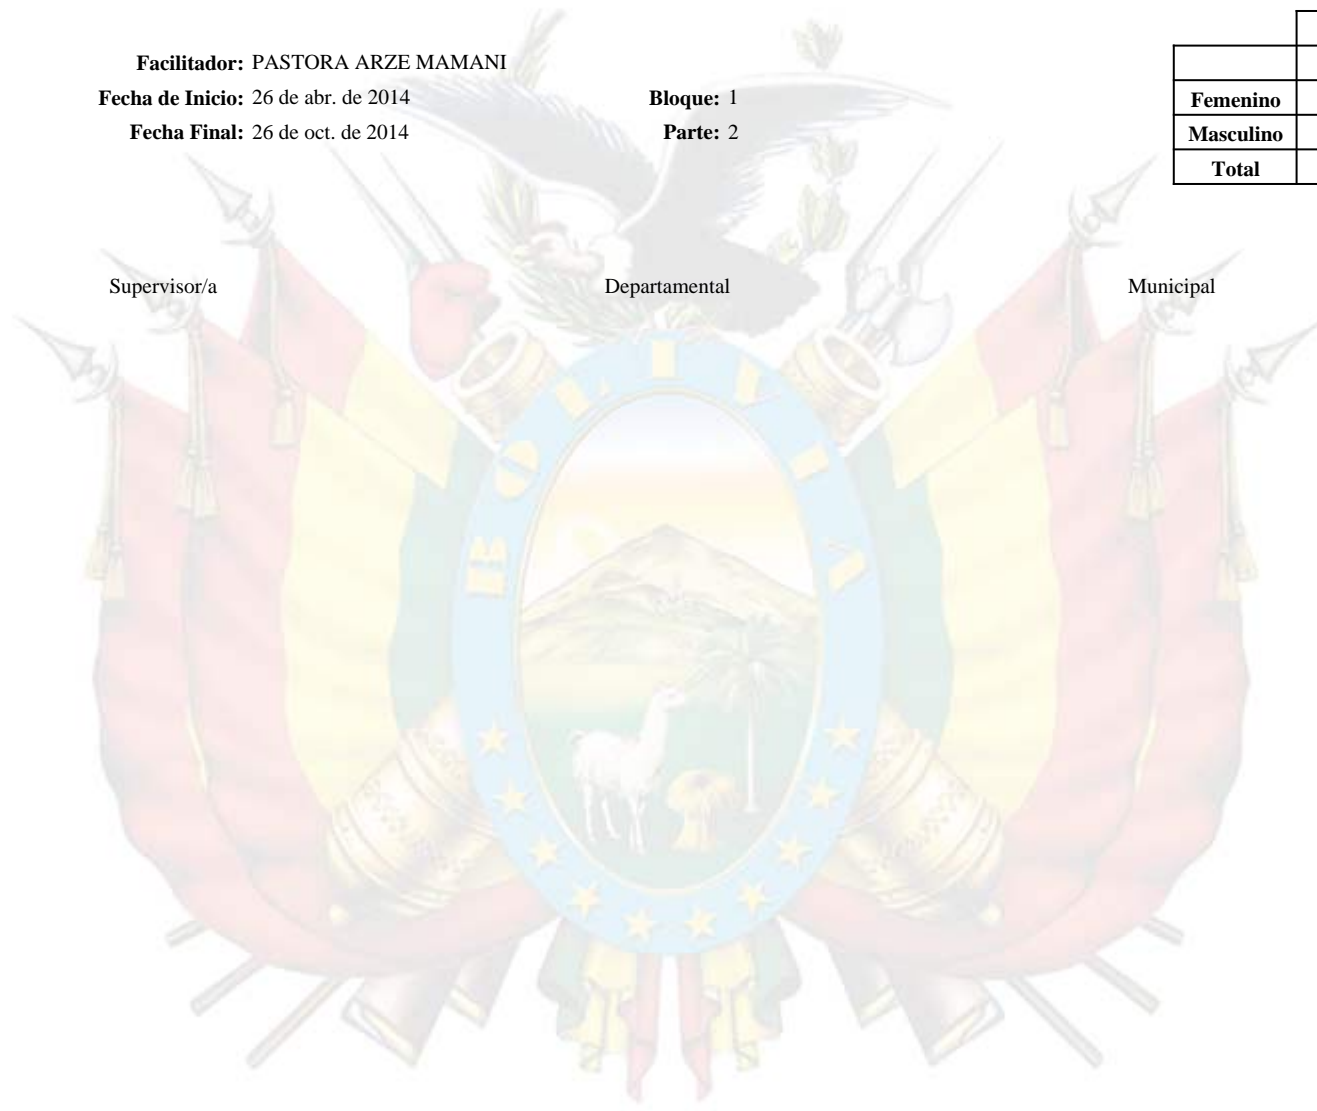 Facilitador: PASTORA ARZE MAMANI
Fecha de Inicio: 26 de abr. de 2014 Bloque: 1
Fecha Final: 26 de oct. de 2014 Parte: 2
Femenino
Masculino
Total
Supervisor/a Departamental Municipal
BOLIVIA